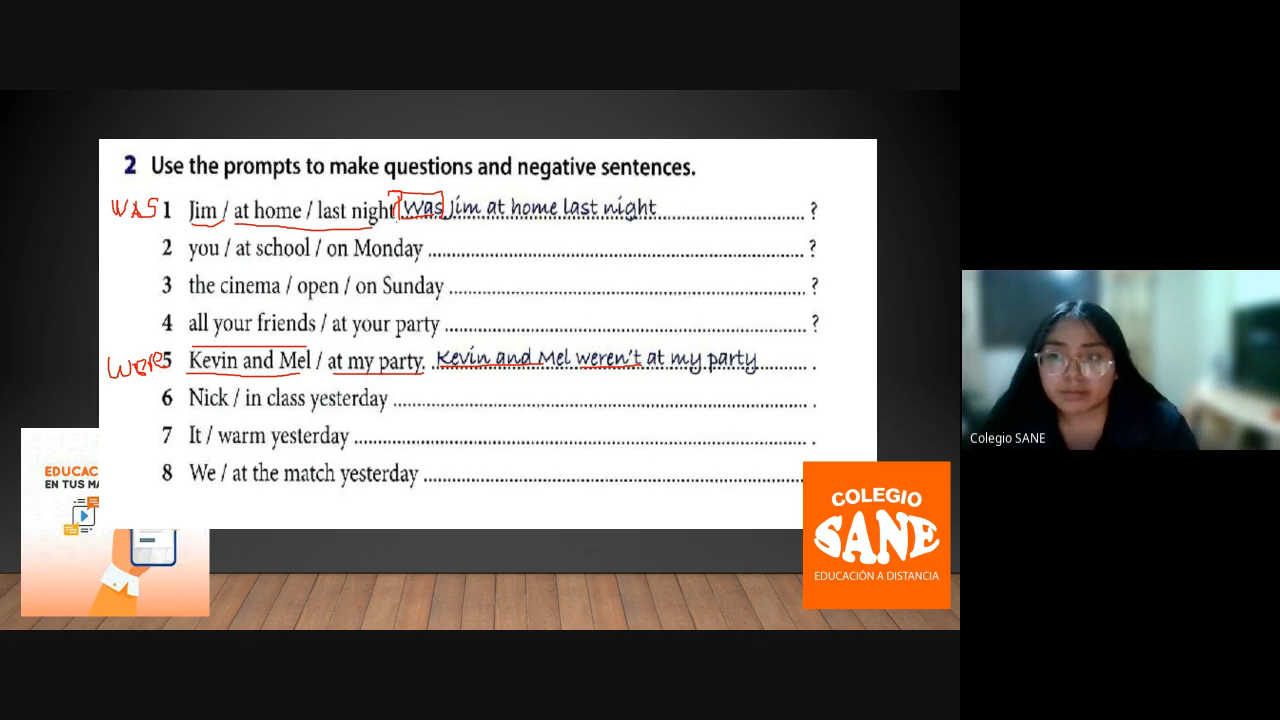 2 Use the prompts to make questions and negative sentences.
WAS 1 Jim / at home / last night Was Jim at home last night ?
2 you / at school / on Monday ?
3 the cinema / open / on Sunday ?
4 all your friends / at your party ?
were 5 Kevin and Mel / at my party. Kevin and Mel weren't at my party .
6 Nick / in class yesterday .
7 It / warm yesterday .
8 We / at the match yesterday
EDUCAC
EN TUS MA
COLEGIO
SANE
EDUCACIÓN A DISTANCIA
Colegio SANE